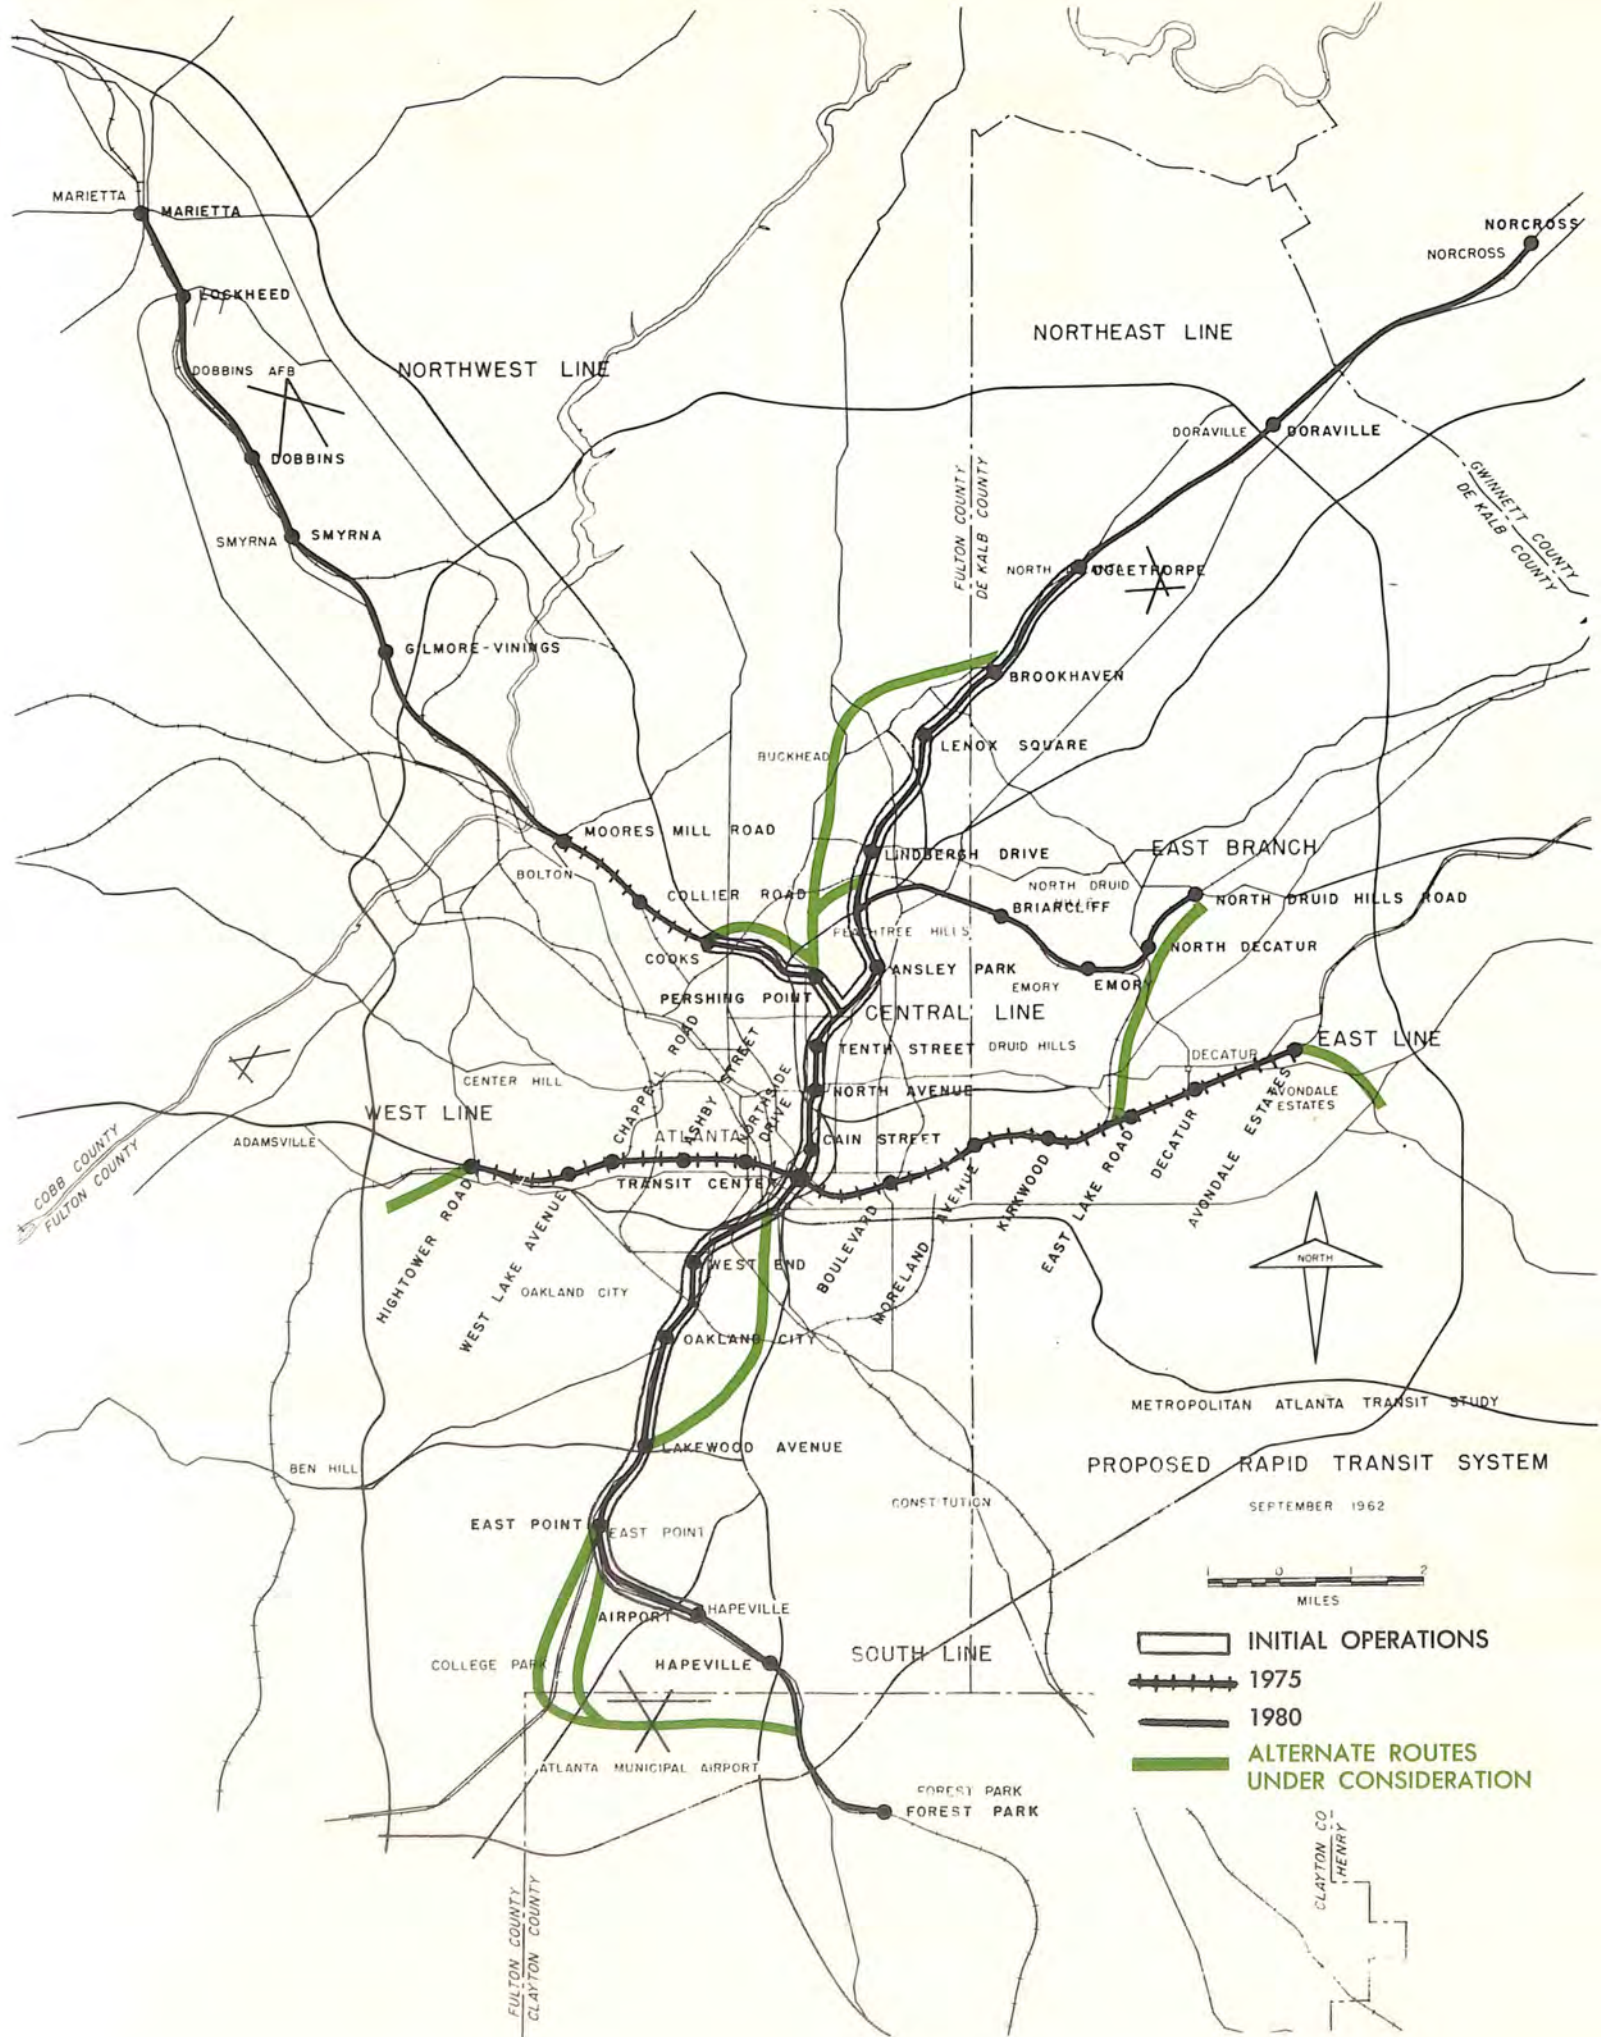 MARIETTA
MARIETTA
LOCKHEED
DOBBINS AFB
NORTHWEST LINE
DOBBINS
SMYRNA
SMYRNA
GILMORE-VININGS
NORCROSS
NORCROSS
NORTHEAST LINE
DORAVILLE
DORAVILLE
FULTON COUNTY
DE KALB COUNTY
GWINNETT COUNTY
DE KALB COUNTY
NORTH
OGLETHORPE
BROOKHAVEN
LENOX SQUARE
BUCKHEAD
MOORES MILL ROAD
LINDBERGH DRIVE
EAST BRANCH
BOLTON
COLLIER ROAD
NORTH DRUID
BRIARCLIFF
NORTH DRUID HILLS ROAD
PEACHTREE HILLS
COOKS
NORTH DECATUR
ANSLEY PARK
EMORY
EMORY
PERSHING POINT
CENTRAL LINE
TENTH STREET
DRUID HILLS
DECATUR
EAST LINE
CENTER HILL
NORTH AVENUE
AVONDALE
ESTATES
WEST LINE
CHAPPELL ROAD
ASHBY STREET
NORTHSIDE
DRIVE
ATLANTA
CAIN STREET
ADAMSVILLE
COBB COUNTY
FULTON COUNTY
TRANSIT CENTER
HIGHTOWER ROAD
WEST LAKE AVENUE
BOULEVARD
MORELAND AVENUE
KIRKWOOD
EAST LAKE ROAD
DECATUR
AVONDALE ESTATES
WEST END
OAKLAND CITY
OAKLAND CITY
NORTH
METROPOLITAN ATLANTA TRANSIT STUDY
LAKEWOOD AVENUE
BEN HILL
PROPOSED RAPID TRANSIT SYSTEM
CONSTITUTION
SEPTEMBER 1962
EAST POINT
EAST POINT
1 0 1 2
MILES
AIRPORT
HAPEVILLE
INITIAL OPERATIONS
COLLEGE PARK
HAPEVILLE
SOUTH LINE
1975
1980
ALTERNATE ROUTES
UNDER CONSIDERATION
ATLANTA MUNICIPAL AIRPORT
FOREST PARK
FOREST PARK
CLAYTON CO
HENRY
FULTON COUNTY
CLAYTON COUNTY